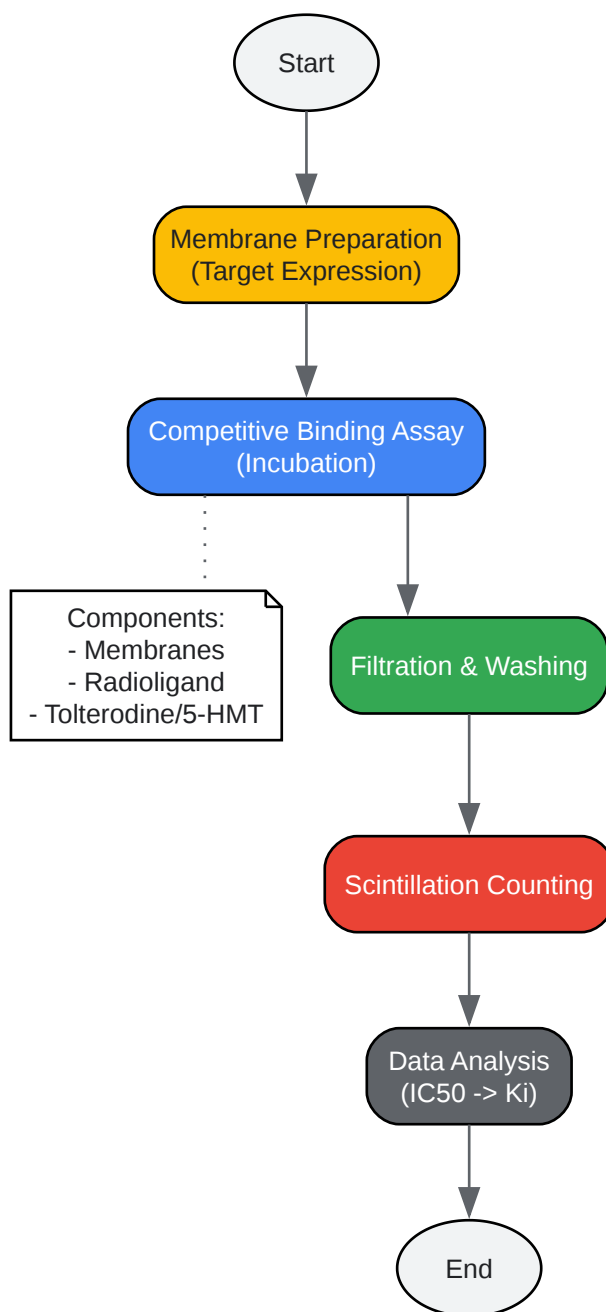 Start
Membrane Preparation
(Target Expression)
Competitive Binding Assay
(Incubation)
Components:
- Membranes
- Radioligand
- Tolterodine/5-HMT
Filtration & Washing
Scintillation Counting
Data Analysis
(IC50 -> Ki)
End